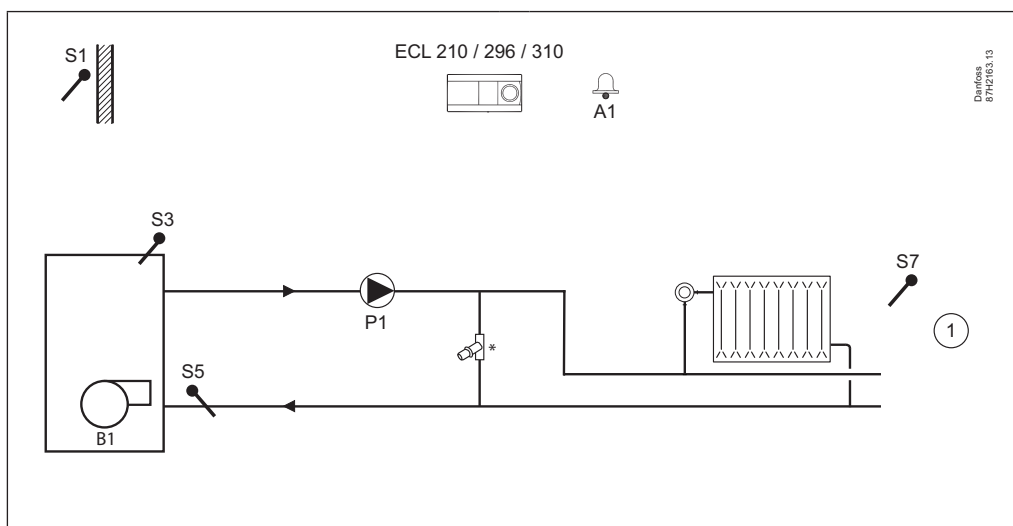 S1
ECL 210 / 296 / 310
A1
Danfoss
87H2163.13
S3
P1
S7
1
*
S5
B1